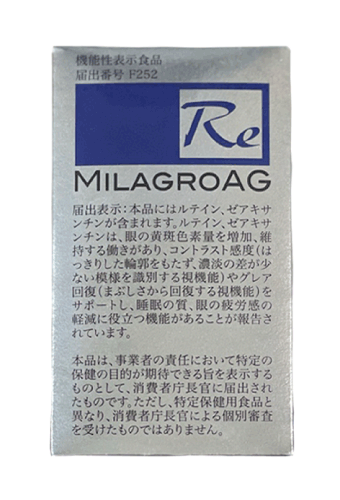 機能性表示食品
届出番号 F252
Re
MILAGROAG
届出表示：本品にはルテイン、ゼアキサ
ンチンが含まれます。ルテイン、ゼアキサ
ンチンは、眼の黄斑色素量を増加、維
持する働きがあり、コントラスト感度（は
っきりした輪郭をもたず、濃淡の差が少
ない模様を識別する視機能）やグレア
回復（まぶしさから回復する視機能）を
サポートし、睡眠の質、眼の疲労感の
軽減に役立つ機能があることが報告さ
れています。
本品は、事業者の責任において特定の
保健の目的が期待できる旨を表示する
ものとして、消費者庁長官に届出された
ものです。ただし、特定保健用食品と
異なり、消費者庁長官による個別審査
を受けたものではありません。